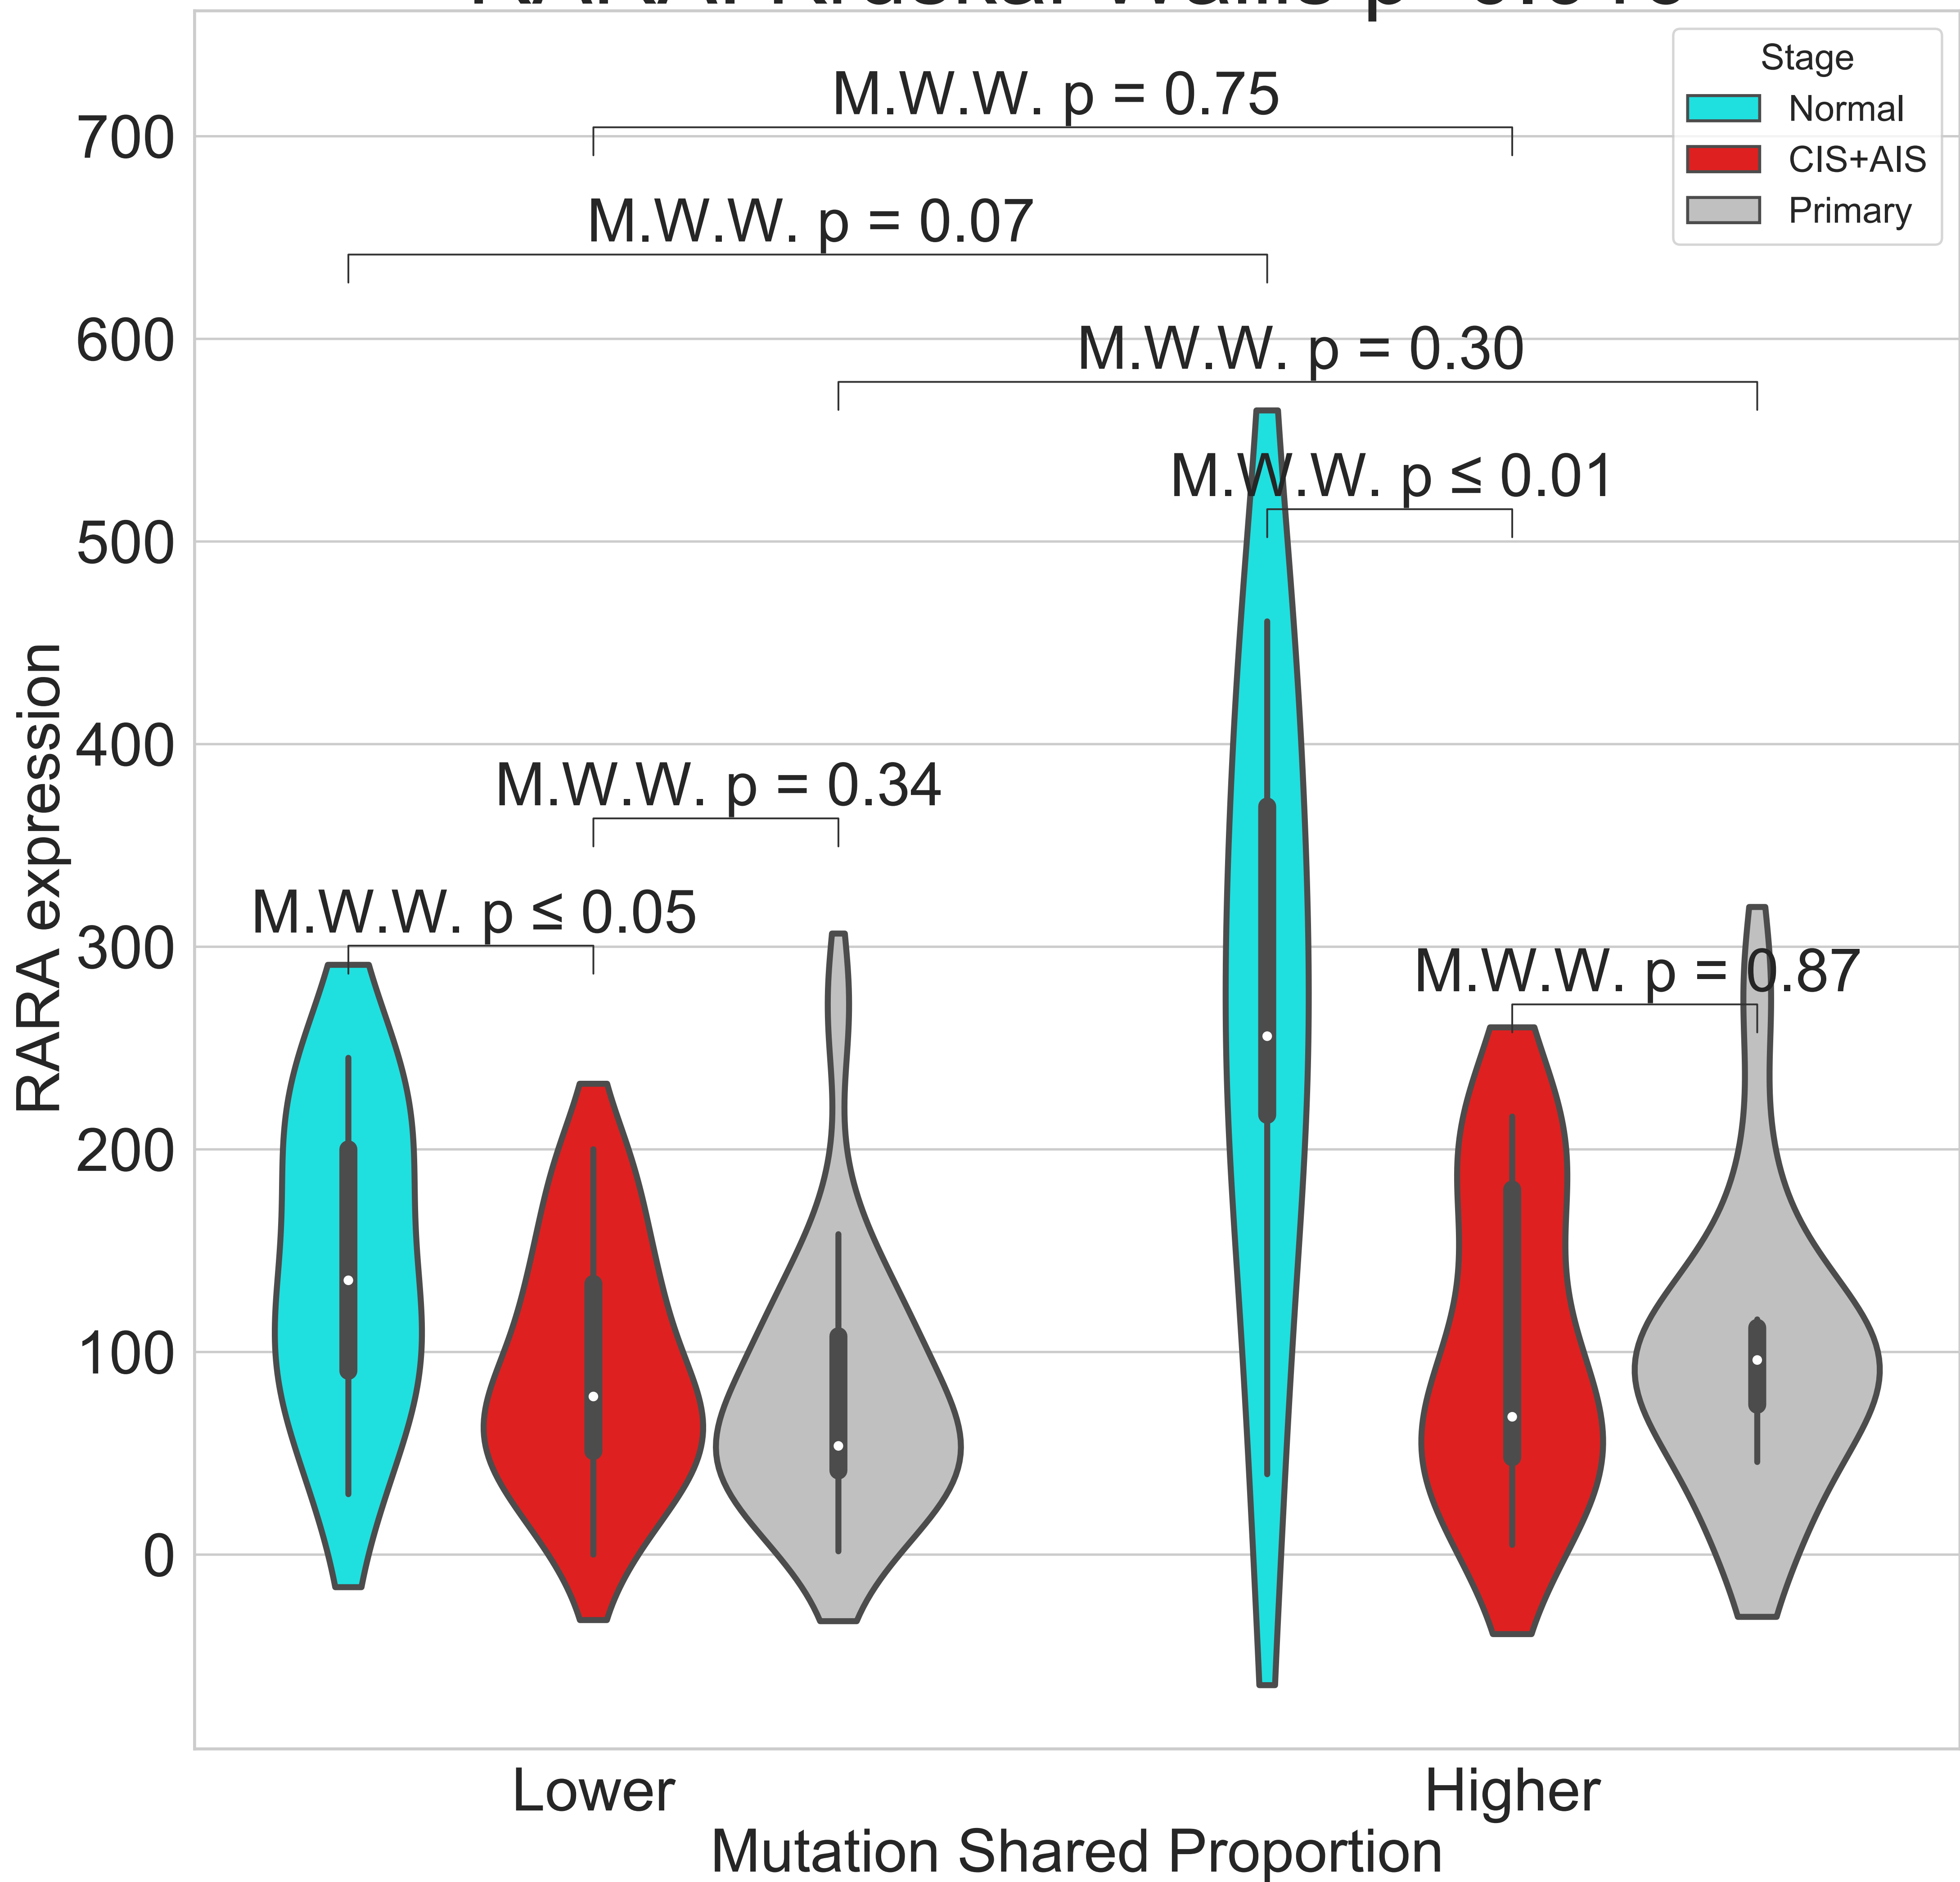 Stage
Normal
CIS+AIS
Primary
M.W.W. p = 0.75
M.W.W. p = 0.07
M.W.W. p = 0.30
M.W.W. p ≤ 0.01
M.W.W. p = 0.34
M.W.W. p ≤ 0.05
M.W.W. p = 0.87
700
600
500
400
300
200
100
0
RARA expression
Lower
Higher
Mutation Shared Proportion